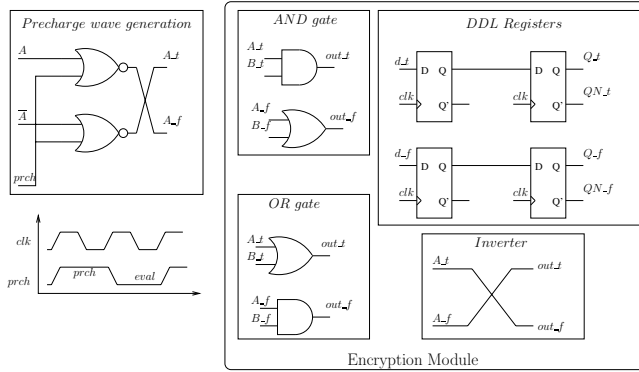 Precharge wave generation
A
A_t
A
A_f
prch
clk
prch
prch
eval
AND gate
A_t
B_t
out_t
A_f
B_f
out_f
OR gate
A_t
B_t
out_t
A_f
B_f
out_f
DDL Registers
d_t
D Q
D Q
Q_t
clk
Q'
clk
Q'
QN_t
d_f
D Q
D Q
Q_f
clk
Q'
clk
Q'
QN_f
Inverter
A_t
out_t
A_f
out_f
Encryption Module